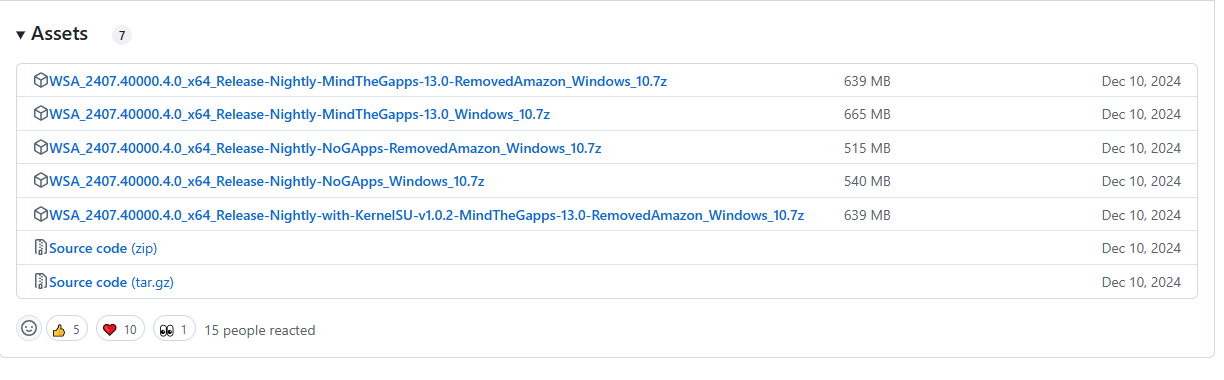 Assets 7
WSA_2407.40000.4.0_x64_Release-Nightly-MindTheGapps-13.0-RemovedAmazon_Windows_10.7z 639 MB Dec 10, 2024
WSA_2407.40000.4.0_x64_Release-Nightly-MindTheGapps-13.0_Windows_10.7z 665 MB Dec 10, 2024
WSA_2407.40000.4.0_x64_Release-Nightly-NoGApps-RemovedAmazon_Windows_10.7z 515 MB Dec 10, 2024
WSA_2407.40000.4.0_x64_Release-Nightly-NoGApps_Windows_10.7z 540 MB Dec 10, 2024
WSA_2407.40000.4.0_x64_Release-Nightly-with-KernelSU-v1.0.2-MindTheGapps-13.0-RemovedAmazon_Windows_10.7z 639 MB Dec 10, 2024
Source code (zip) Dec 10, 2024
Source code (tar.gz) Dec 10, 2024
5 10 1 15 people reacted